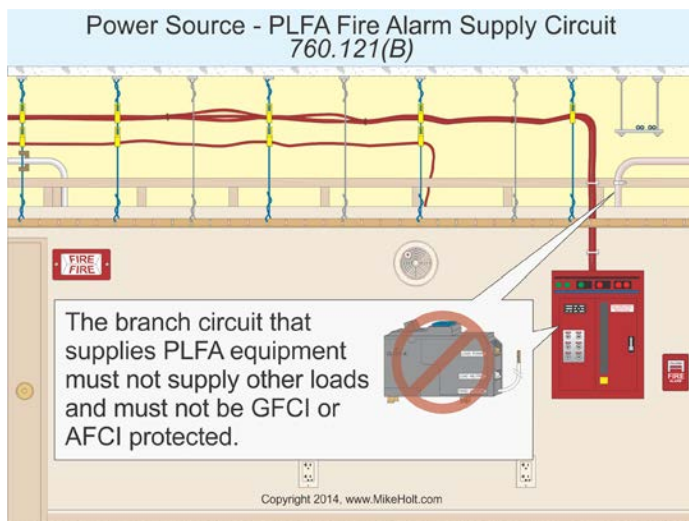 Power Source - PLFA Fire Alarm Supply Circuit
760.121(B)
FIRE
FIRE
The branch circuit that
supplies PLFA equipment
must not supply other loads
and must not be GFCI or
AFCI protected.
FIRE
Copyright 2014, www.MikeHolt.com